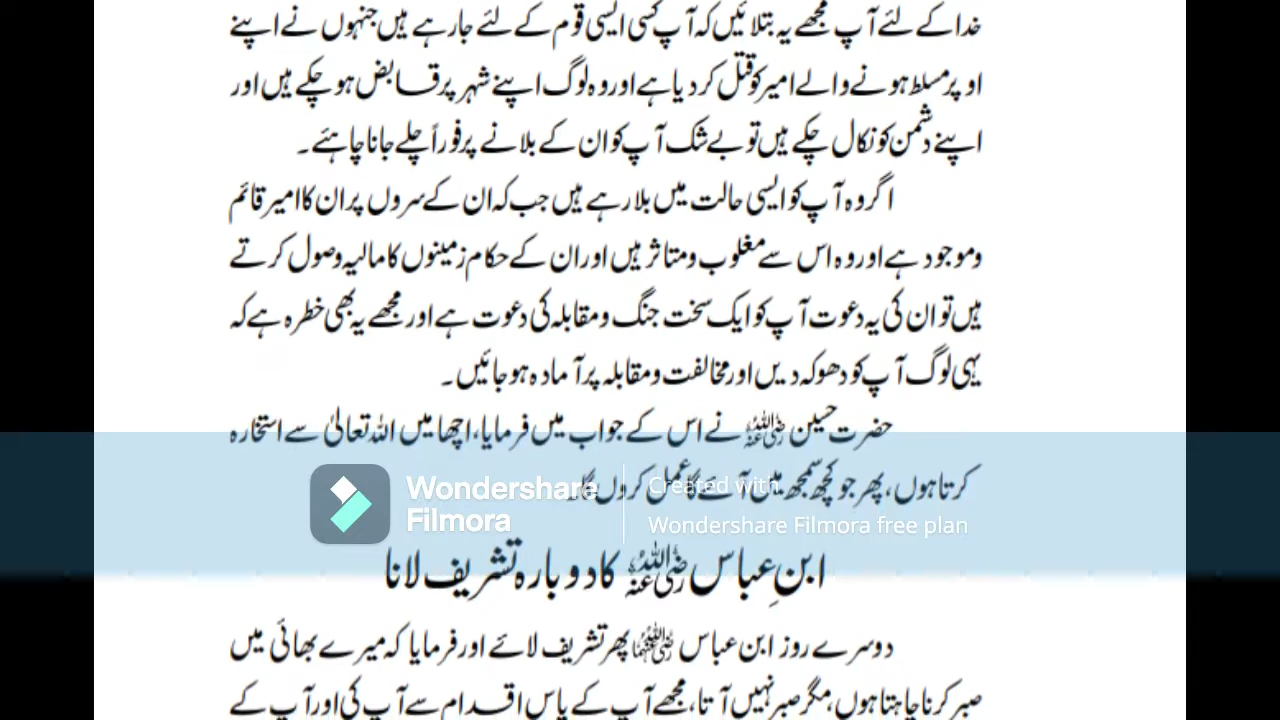 خدا کے لئے آپ مجھے یہ بتلائیں کہ آپ کسی ایسی قوم کے لئے جا رہے ہیں جنہوں نے اپنے
اوپر مسلط ہونے والے امیر کو قتل کر دیا ہے اور وہ لوگ اپنے شہر پر قابض ہو چکے ہیں اور
اپنے دشمن کو نکال چکے ہیں تو بے شک آپ کو ان کے بلانے پر فوراً چلے جانا چاہئے۔
اگر وہ آپ کو ایسی حالت میں بلا رہے ہیں جب کہ ان کے سروں پر ان کا امیر قائم
و موجود ہے اور وہ اس سے مغلوب و متاثر ہیں اور ان کے حکام زمینوں کا مالیہ وصول کرتے
ہیں تو ان کی یہ دعوت آپ کو ایک سخت جنگ و مقابلہ کی دعوت ہے اور مجھے یہ بھی خطرہ ہے کہ
یہی لوگ آپ کو دھوکہ دیں اور مخالفت و مقابلہ پر آمادہ ہو جائیں۔
حضرت حسین رضی اللہ عنہ نے اس کے جواب میں فرمایا، اچھا میں اللہ تعالیٰ سے استخارہ
کرتا ہوں، پھر جو کچھ سمجھ میں آئے گا عمل کروں گا۔
Wondershare
Filmora
Created with
Wondershare Filmora free plan
ابنِ عباس رضی اللہ عنہ کا دوبارہ تشریف لانا
دوسرے روز ابن عباس رضی اللہ عنہما پھر تشریف لائے اور فرمایا کہ میرے بھائی میں
صبر کرنا چاہتا ہوں، مگر صبر نہیں آتا، مجھے آپ کے پاس اقدام سے آپ کی اور آپ کے